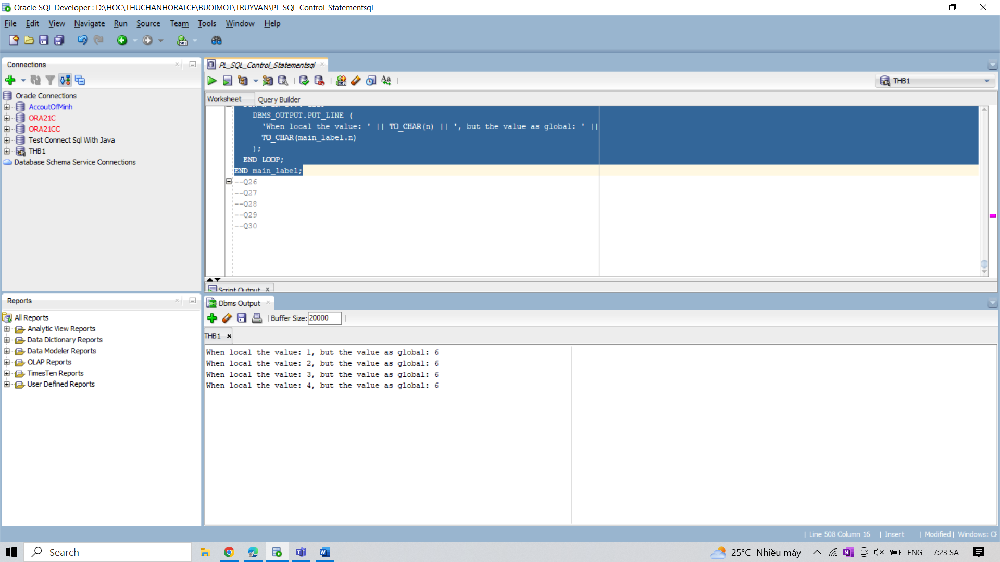 Oracle SQL Developer : D:\HOC\THUCHANHORALCE\BUOIMOT\TRUYVAN\PL_SQL_Control_Statementsql
File Edit View Navigate Run Source Team Tools Window Help
Connections
Oracle Connections
AccoutOfMinh
ORA21C
ORA21CC
Test Connect Sql With Java
THB1
Database Schema Service Connections
Reports
All Reports
Analytic View Reports
Data Dictionary Reports
Data Modeler Reports
OLAP Reports
TimesTen Reports
User Defined Reports
PL_SQL_Control_Statementsql
THB1
Worksheet Query Builder
DBMS_OUTPUT.PUT_LINE (
'When local the value: ' || TO_CHAR(n) || ', but the value as global: ' ||
TO_CHAR(main_label.n)
);
END LOOP;
END main_label;
--Q26
--Q27
--Q28
--Q29
--Q30
Script Output
Dbms Output
Buffer Size: 20000
THB1
When local the value: 1, but the value as global: 6
When local the value: 2, but the value as global: 6
When local the value: 3, but the value as global: 6
When local the value: 4, but the value as global: 6
| Line 508 Column 16 | Insert | Modified | Windows:
Search
25°C Nhiều mây
ENG
7:23 SA